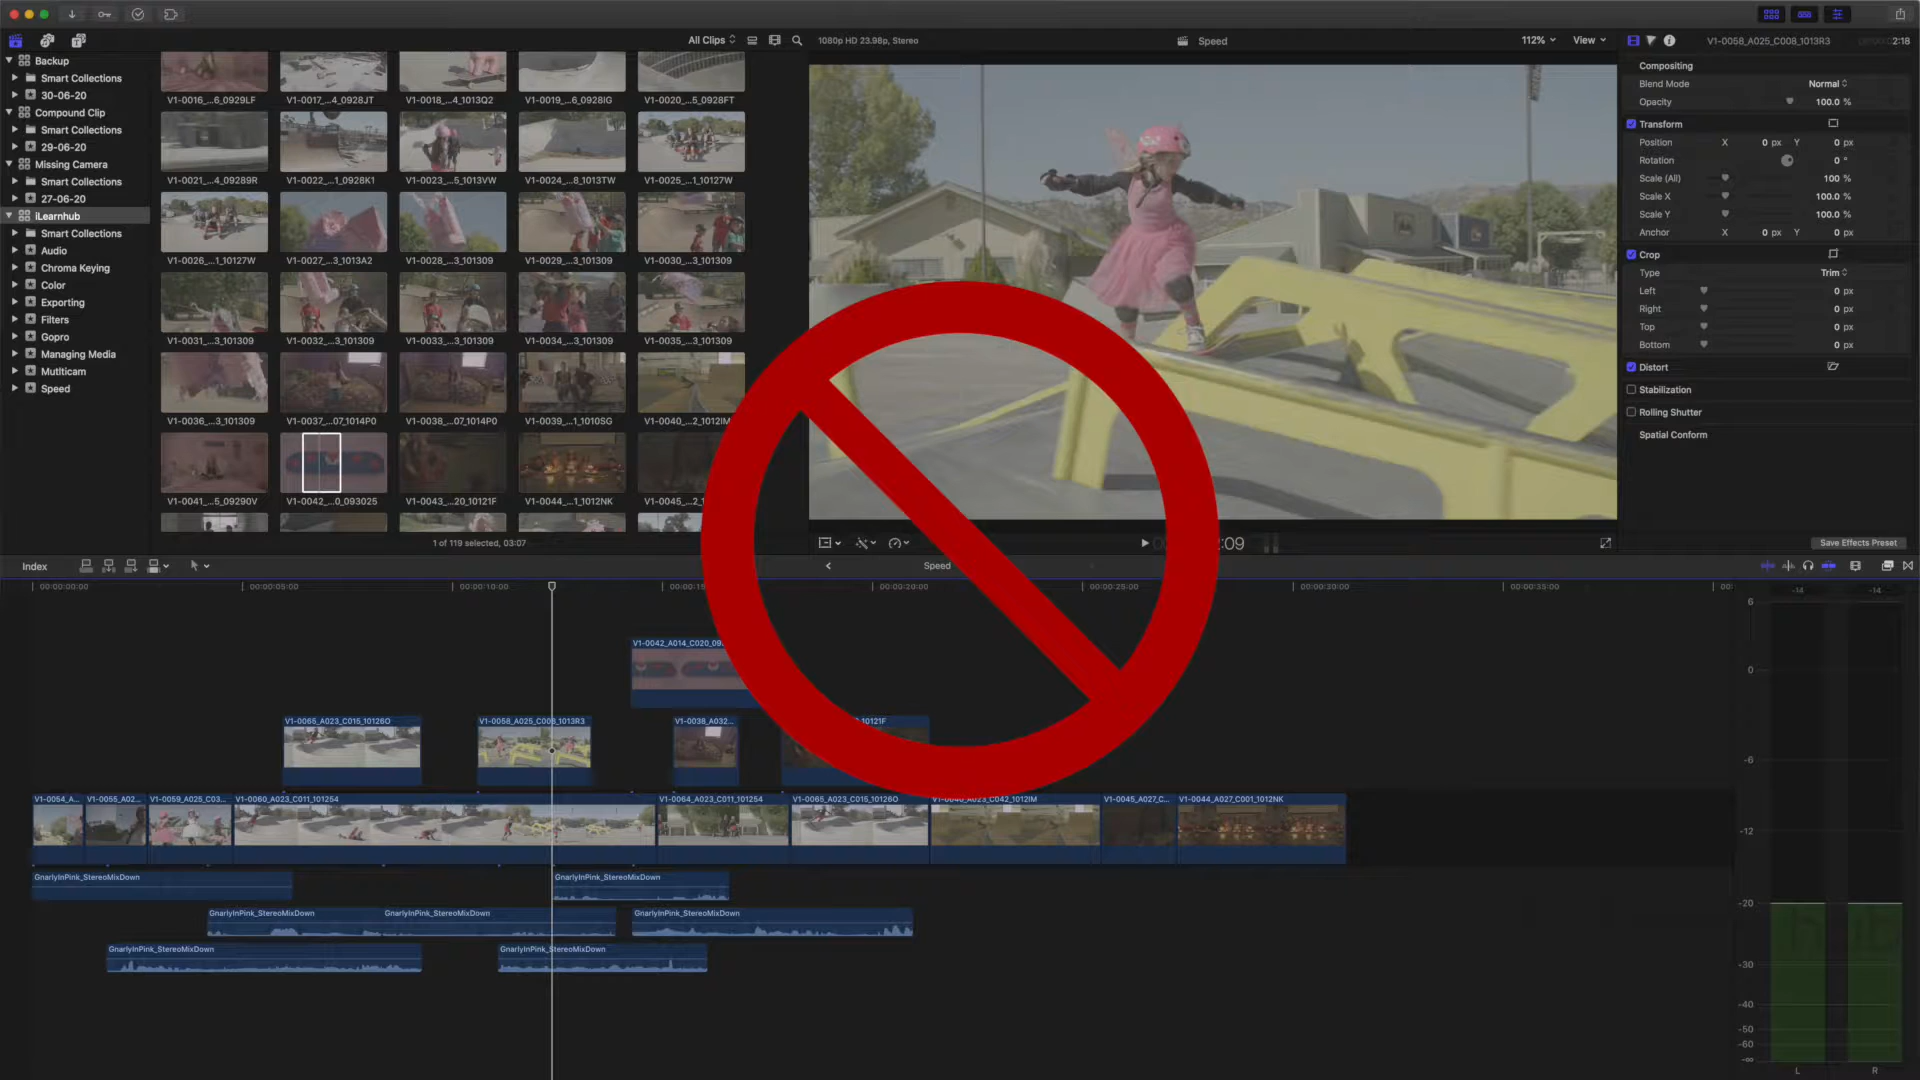 All Clips
1080p HD 23.98p, Stereo
Speed
112%
View
V1-0058_A025_C008_1013R3
2:18
Backup
Smart Collections
30-06-20
Compound Clip
Smart Collections
29-06-20
Missing Camera
Smart Collections
27-06-20
iLearnhub
Smart Collections
Audio
Chroma Keying
Color
Exporting
Filters
Gopro
Managing Media
Mutlticam
Speed
V1-0016_...6_0929LF
V1-0017_...4_0928JT
V1-0018_...4_1013Q2
V1-0019_...6_0928IG
V1-0020_...5_0928FT
V1-0021_...4_09289R
V1-0022_...1_0928K1
V1-0023_...5_1013VW
V1-0024_...8_1013TW
V1-0025_...1_10127W
V1-0026_...1_10127W
V1-0027_...3_1013A2
V1-0028_...3_101309
V1-0029_...3_101309
V1-0030_...3_101309
V1-0031_...3_101309
V1-0032_...3_101309
V1-0033_...3_101309
V1-0034_...3_101309
V1-0035_...3_101309
V1-0036_...3_101309
V1-0037_...07_1014P0
V1-0038_...07_1014P0
V1-0039_...1_1010SG
V1-0040_...2_1012IM
V1-0041_...5_09290V
V1-0042_...0_093025
V1-0043_...20_10121F
V1-0044_...1_1012NK
V1-0045_...2_1
1 of 119 selected, 03:07
:09
Compositing
Blend Mode Normal
Opacity 100.0 %
Transform
Position X 0 px Y 0 px
Rotation 0 °
Scale (All) 100 %
Scale X 100.0 %
Scale Y 100.0 %
Anchor X 0 px Y 0 px
Crop
Type Trim
Left 0 px
Right 0 px
Top 0 px
Bottom 0 px
Distort
Stabilization
Rolling Shutter
Spatial Conform
Save Effects Preset
Index
Speed
00:00:00:00
00:00:05:00
00:00:10:00
00:00:15
00:00:20:00
00:00:25:00
00:00:30:00
00:00:35:00
00:
V1-0042_A014_C020_09
V1-0065_A023_C015_10126O
V1-0058_A025_C008_1013R3
V1-0038_A032...
10121F
V1-0054_A...
V1-0055_A02...
V1-0059_A025_C03...
V1-0060_A023_C011_101254
V1-0064_A023_C011_101254
V1-0065_A023_C015_10126O
V1-0040_A023_C042_1012IM
V1-0045_A027_C...
V1-0044_A027_C001_1012NK
GnarlyInPink_StereoMixDown
GnarlyInPink_StereoMixDown
GnarlyInPink_StereoMixDown
GnarlyInPink_StereoMixDown
GnarlyInPink_StereoMixDown
GnarlyInPink_StereoMixDown
GnarlyInPink_StereoMixDown
-14
-14
6
0
-6
-12
-20
-30
-40
-50
-60
-∞
L
R